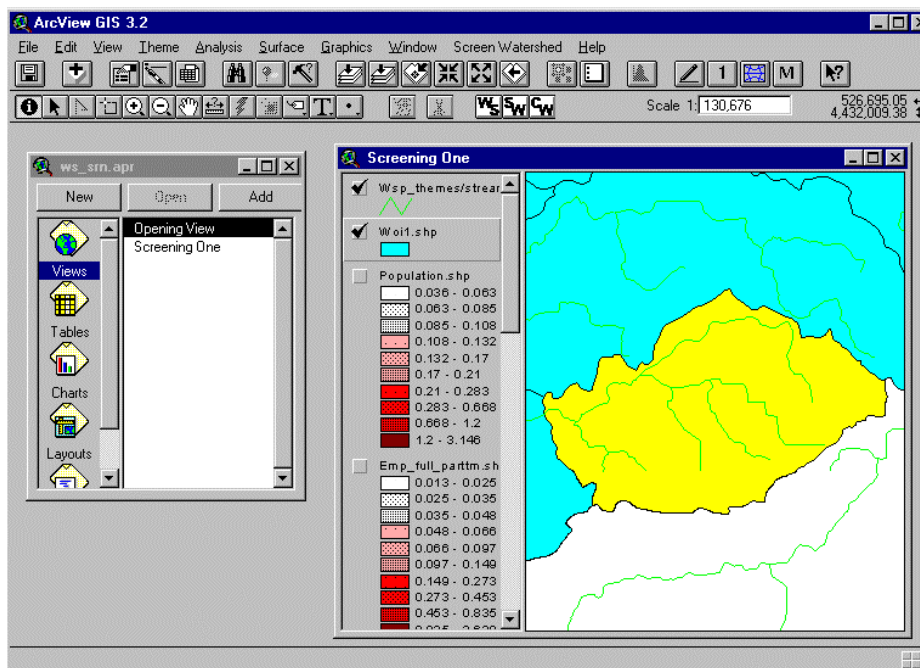 ArcView GIS 3.2
File Edit View Theme Analysis Surface Graphics Window Screen Watershed Help
1 M
WS SW CW Scale 1: 130,676 526,695.05
4,432,009.38
ws_srn.apr
New Open Add
Opening View
Screening One
Views
Tables
Charts
Layouts
Screening One
Wsp_themes/strear
Woi1.shp
Population.shp
0.036 - 0.063
0.063 - 0.085
0.085 - 0.108
0.108 - 0.132
0.132 - 0.17
0.17 - 0.21
0.21 - 0.283
0.283 - 0.668
0.668 - 1.2
1.2 - 3.146
Emp_full_parttm.sh
0.013 - 0.025
0.025 - 0.035
0.035 - 0.048
0.048 - 0.066
0.066 - 0.097
0.097 - 0.149
0.149 - 0.273
0.273 - 0.453
0.453 - 0.835